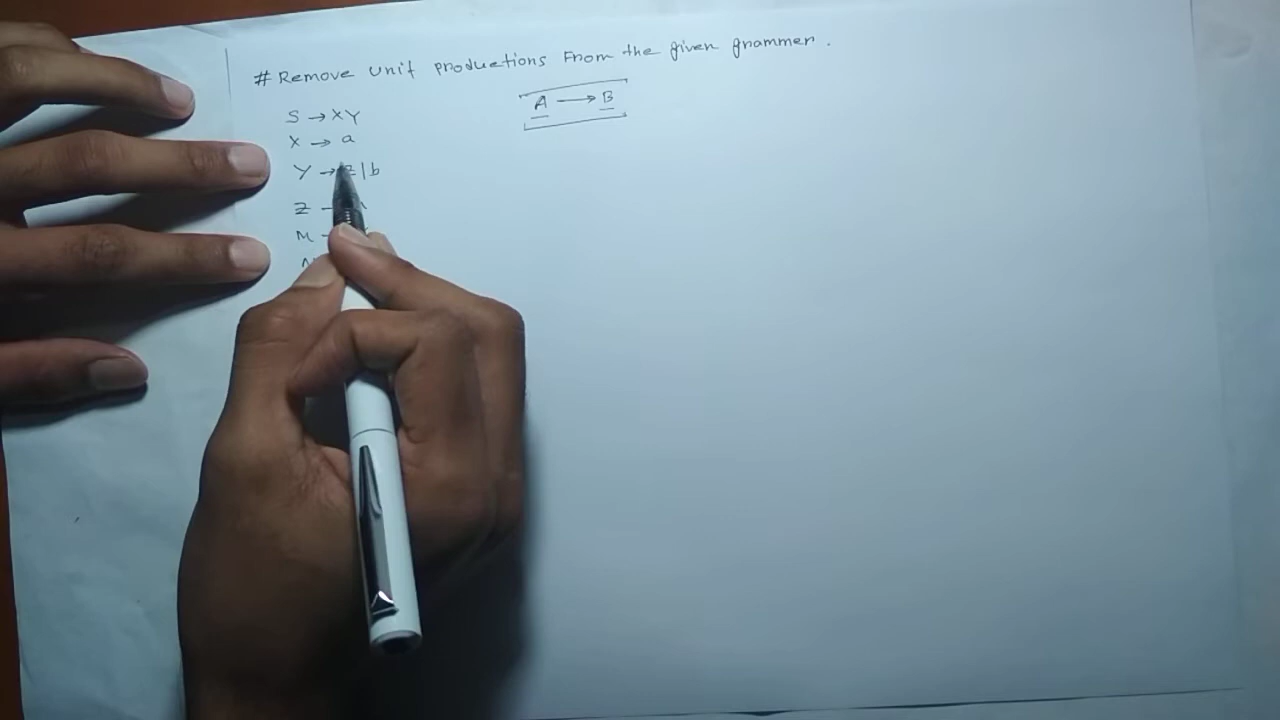 # Remove unit productions From the given grammer.
A → B
S → XY
X → a
Y → Z|b
Z
M
N